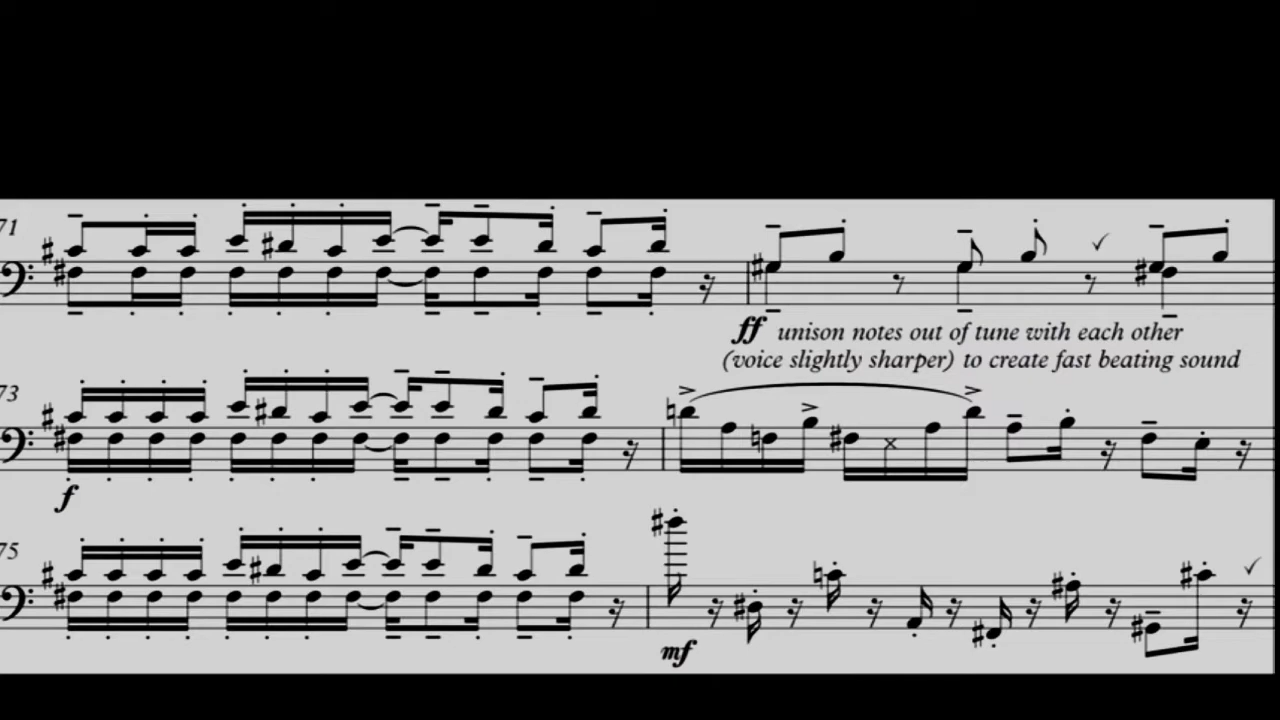 71
ff unison notes out of tune with each other
(voice slightly sharper) to create fast beating sound
73
f
75
mf